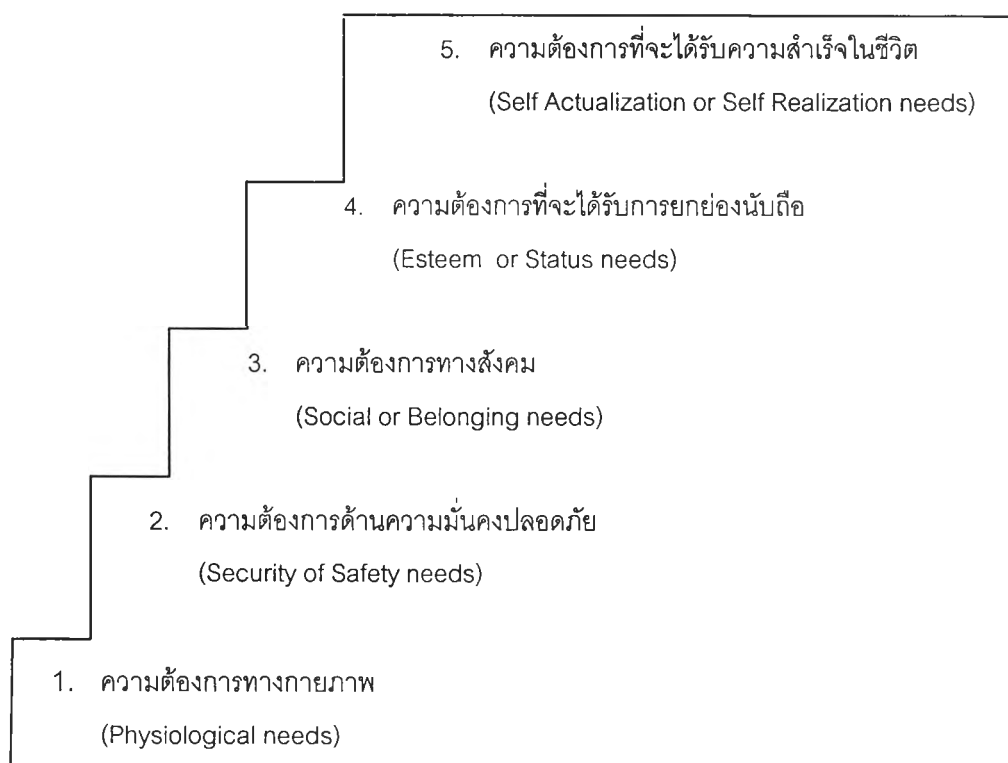 5. ความต้องการที่จะได้รับความสำเร็จในชีวิต
(Self Actualization or Self Realization needs)
4. ความต้องการที่จะได้รับการยกย่องนับถือ
(Esteem or Status needs)
3. ความต้องการทางสังคม
(Social or Belonging needs)
2. ความต้องการด้านความมั่นคงปลอดภัย
(Security of Safety needs)
1. ความต้องการทางกายภาพ
(Physiological needs)